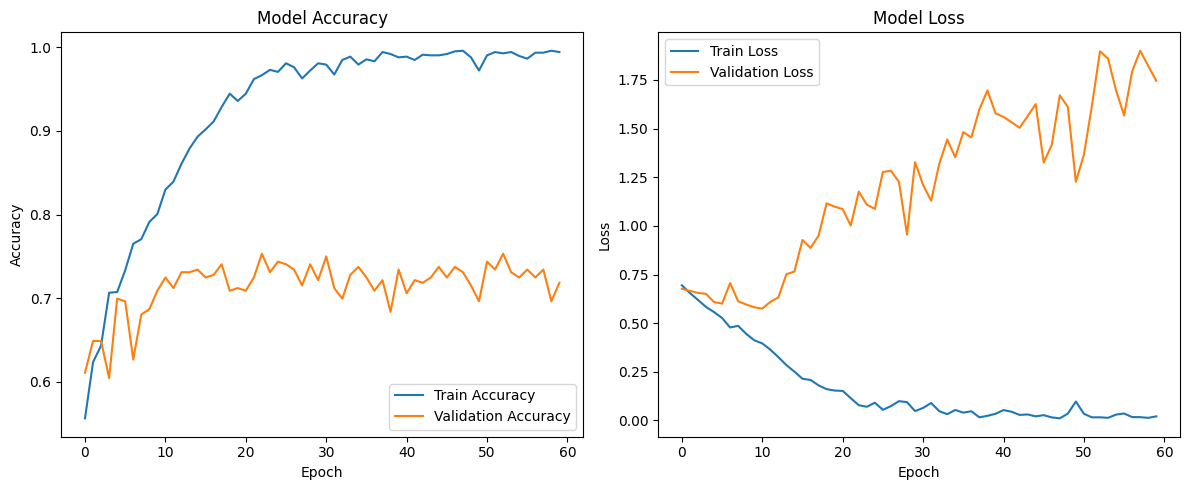 Model Accuracy
1.0
0.9
0.8
0.7
0.6
Accuracy
Train Accuracy
Validation Accuracy
0 10 20 30 40 50 60
Epoch
Model Loss
Train Loss
Validation Loss
1.75
1.50
1.25
1.00
0.75
0.50
0.25
0.00
Loss
0 10 20 30 40 50 60
Epoch